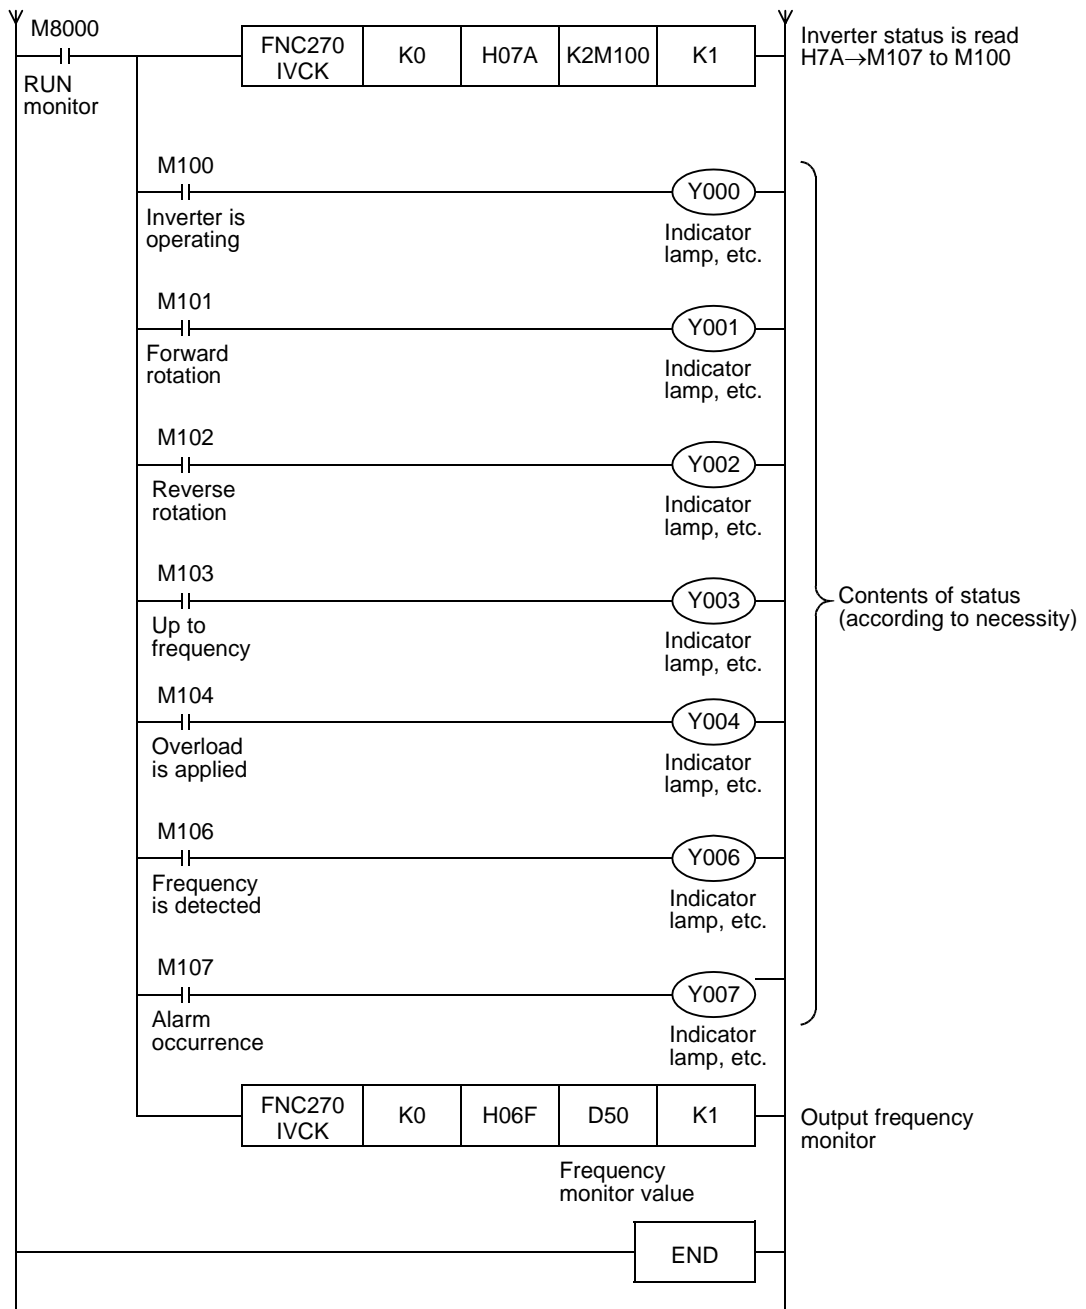 M8000
RUN
monitor
FNC270
IVCK
K0
H07A
K2M100
K1
Inverter status is read
H7A→M107 to M100
M100
Inverter is
operating
Y000
Indicator
lamp, etc.
M101
Forward
rotation
Y001
Indicator
lamp, etc.
M102
Reverse
rotation
Y002
Indicator
lamp, etc.
M103
Up to
frequency
Y003
Indicator
lamp, etc.
Contents of status
(according to necessity)
M104
Overload
is applied
Y004
Indicator
lamp, etc.
M106
Frequency
is detected
Y006
Indicator
lamp, etc.
M107
Alarm
occurrence
Y007
Indicator
lamp, etc.
FNC270
IVCK
K0
H06F
D50
K1
Output frequency
monitor
Frequency
monitor value
END